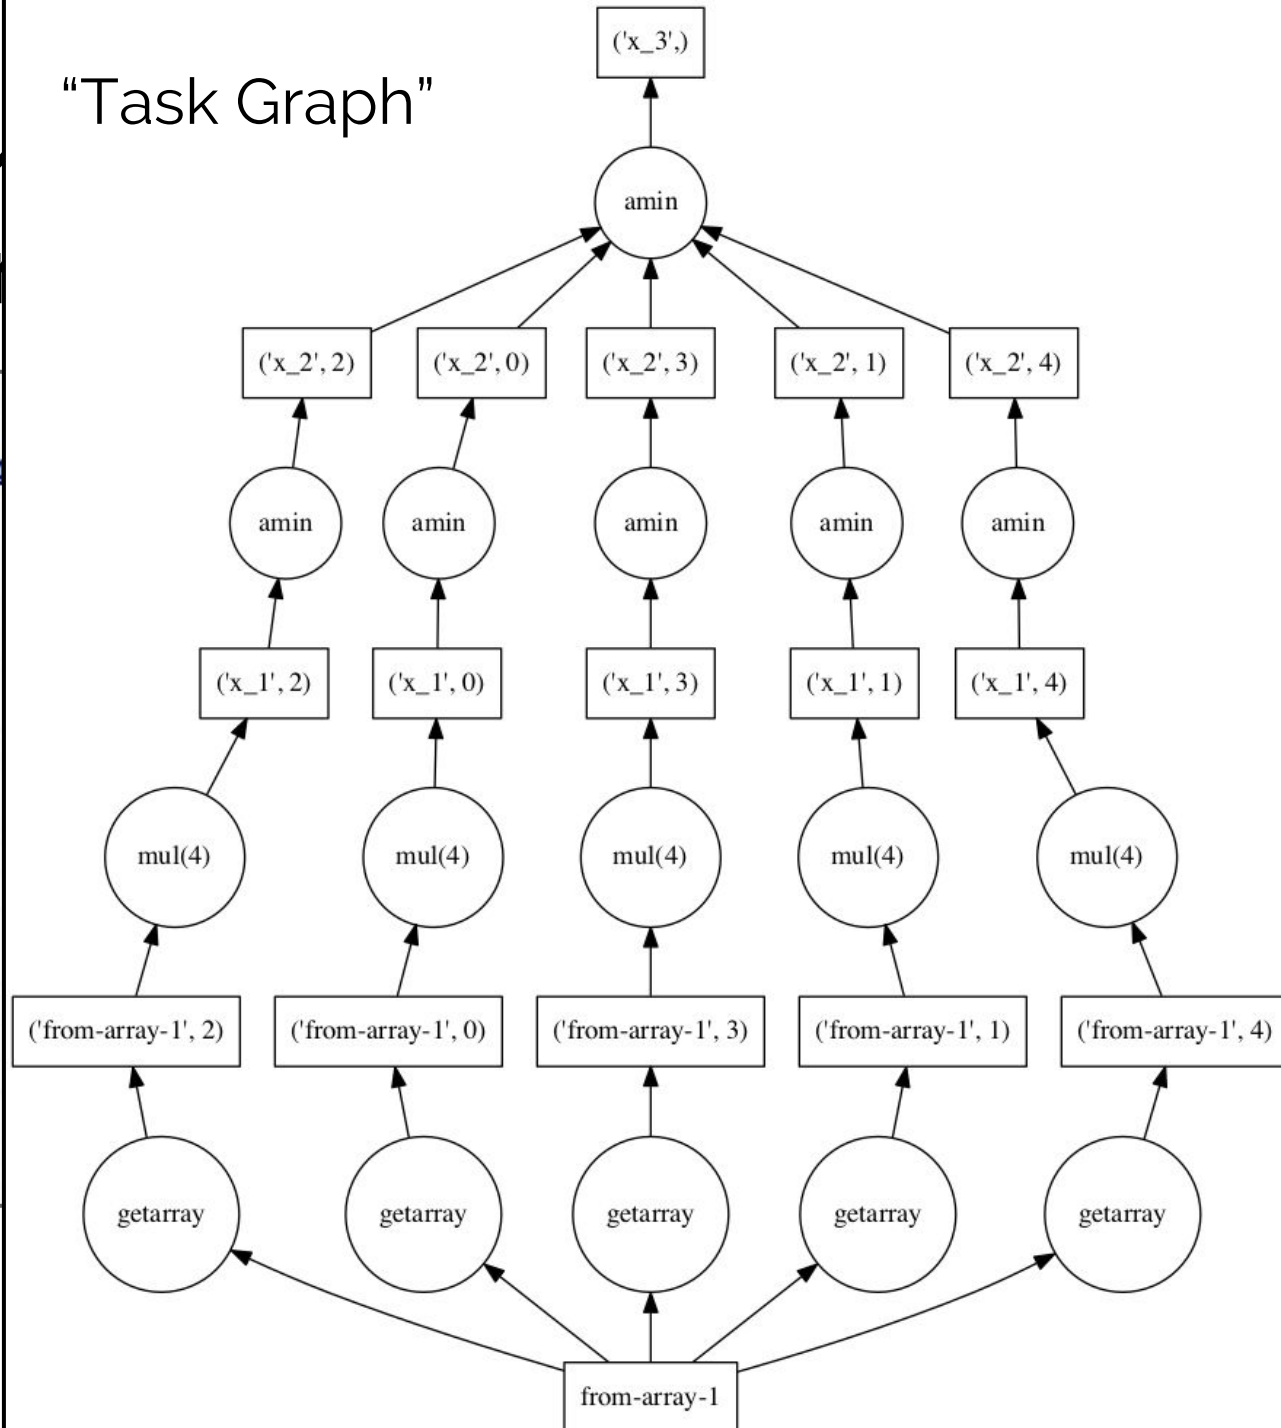 ('x_3',)
“Task Graph”
amin
('x_2', 2) ('x_2', 0) ('x_2', 3) ('x_2', 1) ('x_2', 4)
amin amin amin amin amin
('x_1', 2) ('x_1', 0) ('x_1', 3) ('x_1', 1) ('x_1', 4)
mul(4) mul(4) mul(4) mul(4) mul(4)
('from-array-1', 2) ('from-array-1', 0) ('from-array-1', 3) ('from-array-1', 1) ('from-array-1', 4)
getarray getarray getarray getarray getarray
from-array-1